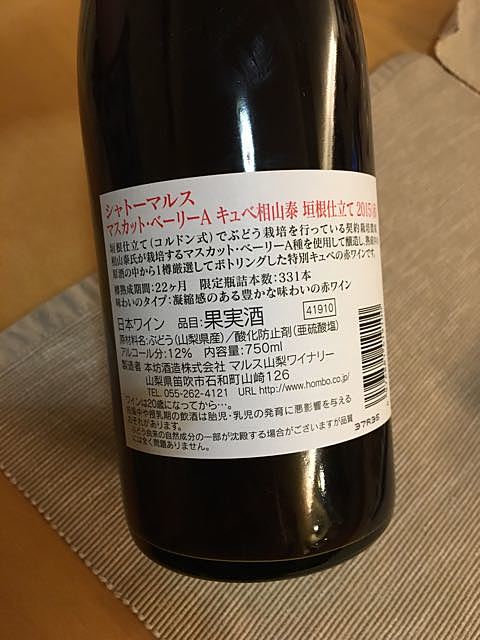 シャトーマルス
マスカット・ベーリーA キュベ相山泰 垣根仕立て 2015
垣根仕立て(コルドン式)でぶどう栽培を行っている契約栽培農
相山泰氏が栽培するマスカット・ベーリーA種を使用して醸造し、熟成
原酒の中から1樽厳選してボトリングした特別キュベの赤ワインです。
樽熟成期間:22ヶ月 限定瓶詰本数:331本
味わいのタイプ:凝縮感のある豊かな味わいの赤ワイン
日本ワイン 品目:果実酒 41910
原材料名:ぶどう(山梨県産)/酸化防止剤(亜硫酸塩)
アルコール分:12% 内容量:750ml
製造者 本坊酒造株式会社 マルス山梨ワイナリー
山梨県笛吹市石和町山崎126
TEL. 055-262-4121 URL http://www.hombo.co.jp/
ワインは20歳になってから…。
妊娠中や授乳期の飲酒は胎児・乳児の発育に悪影響を与える
おそれがあります。
ぶどう由来の自然成分の一部が沈殿する場合がございますが品質
には全く問題ありません。